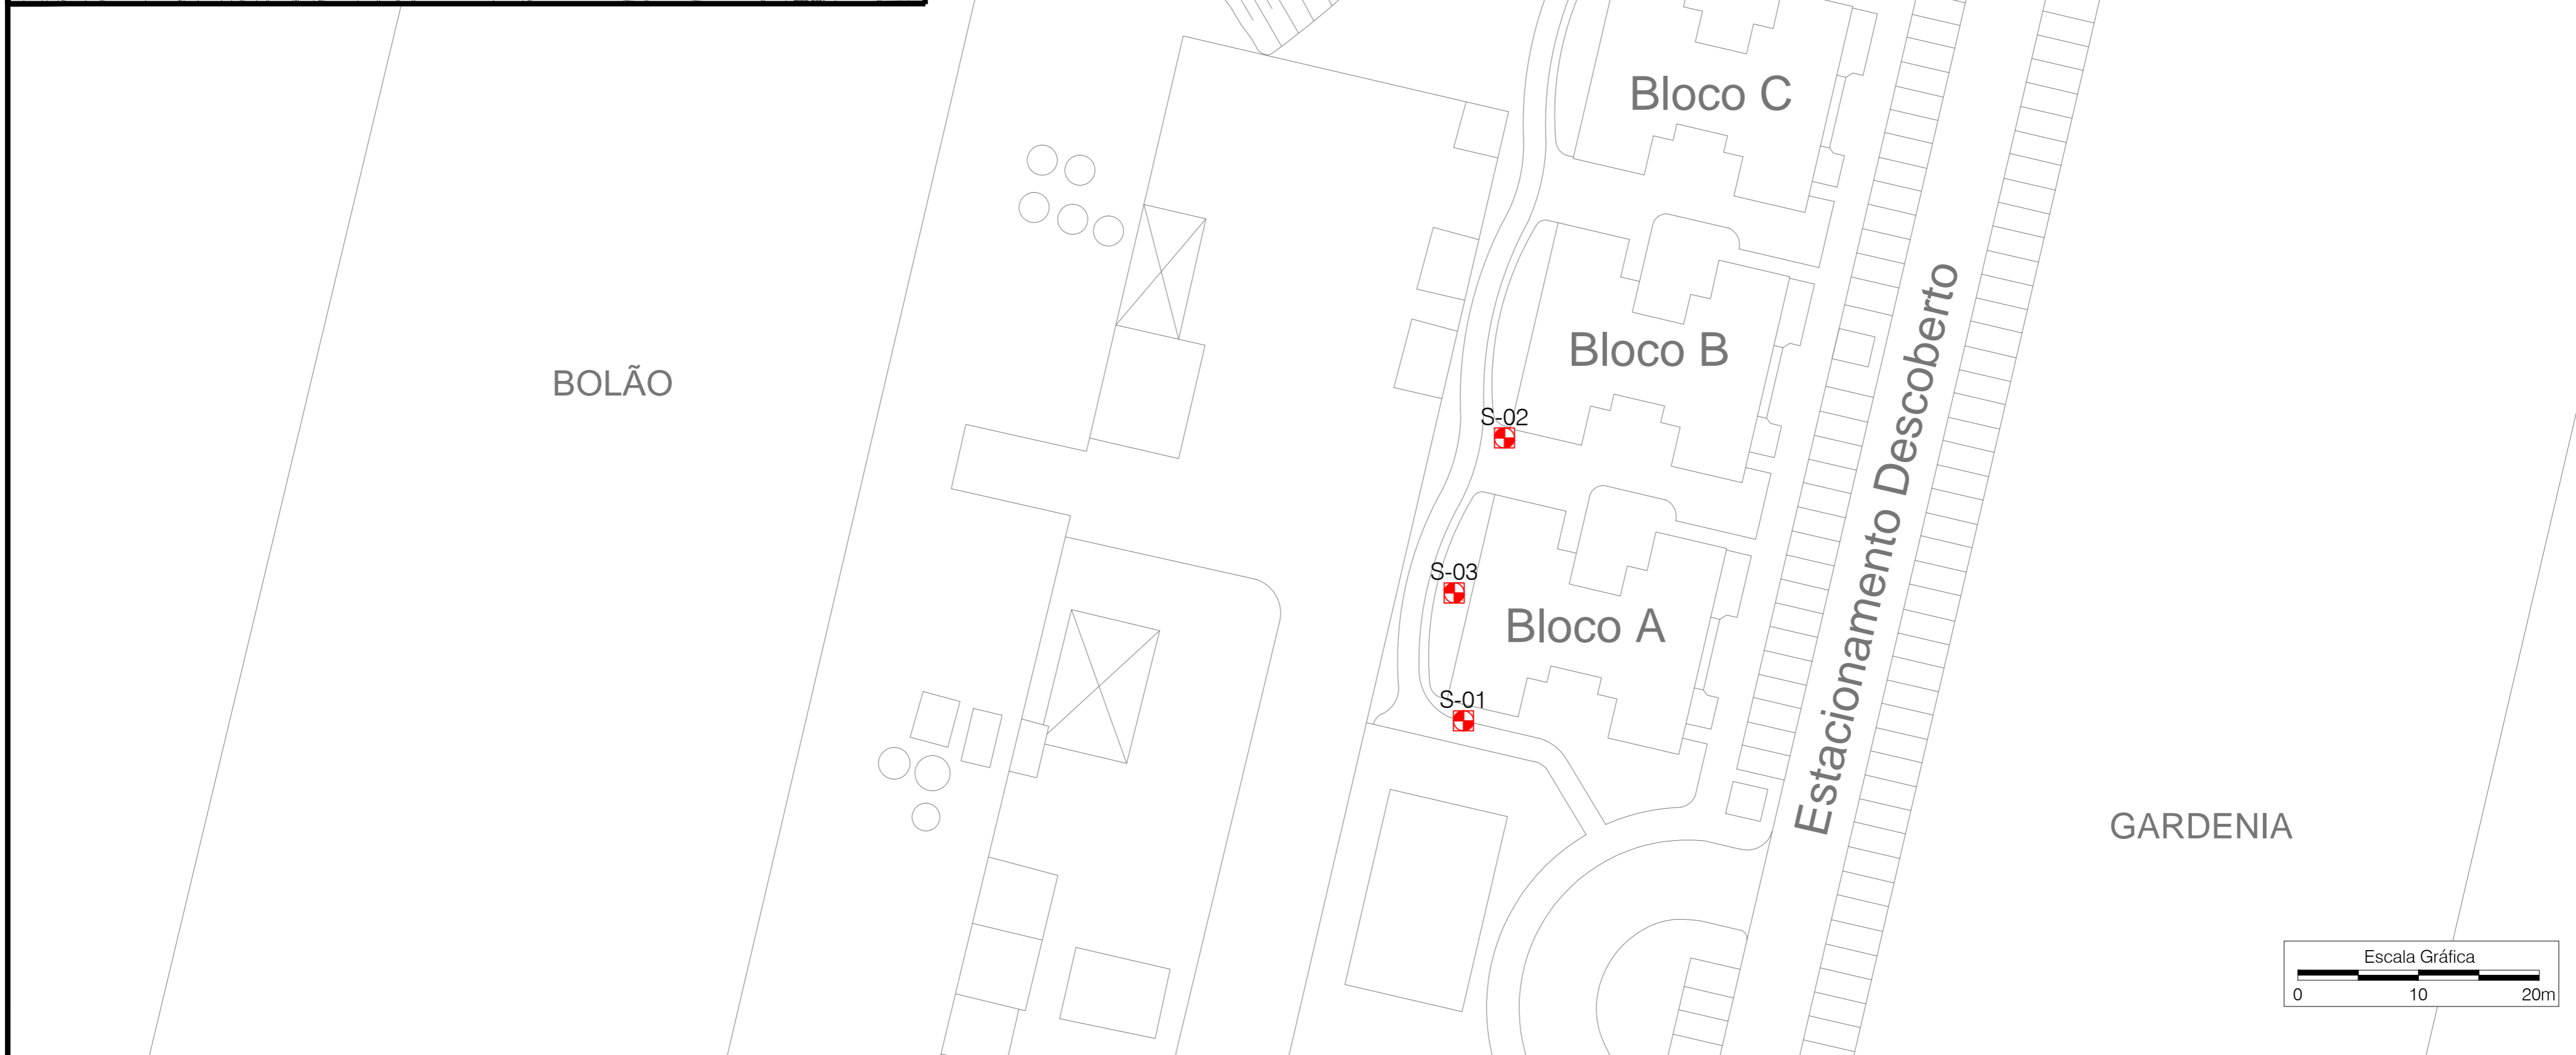 Bloco C
Bloco B
BOLÃO
S-02
Estacionamento Descoberto
S-03
Bloco A
S-01
GARDENIA
Escala Gráfica
0 10 20m